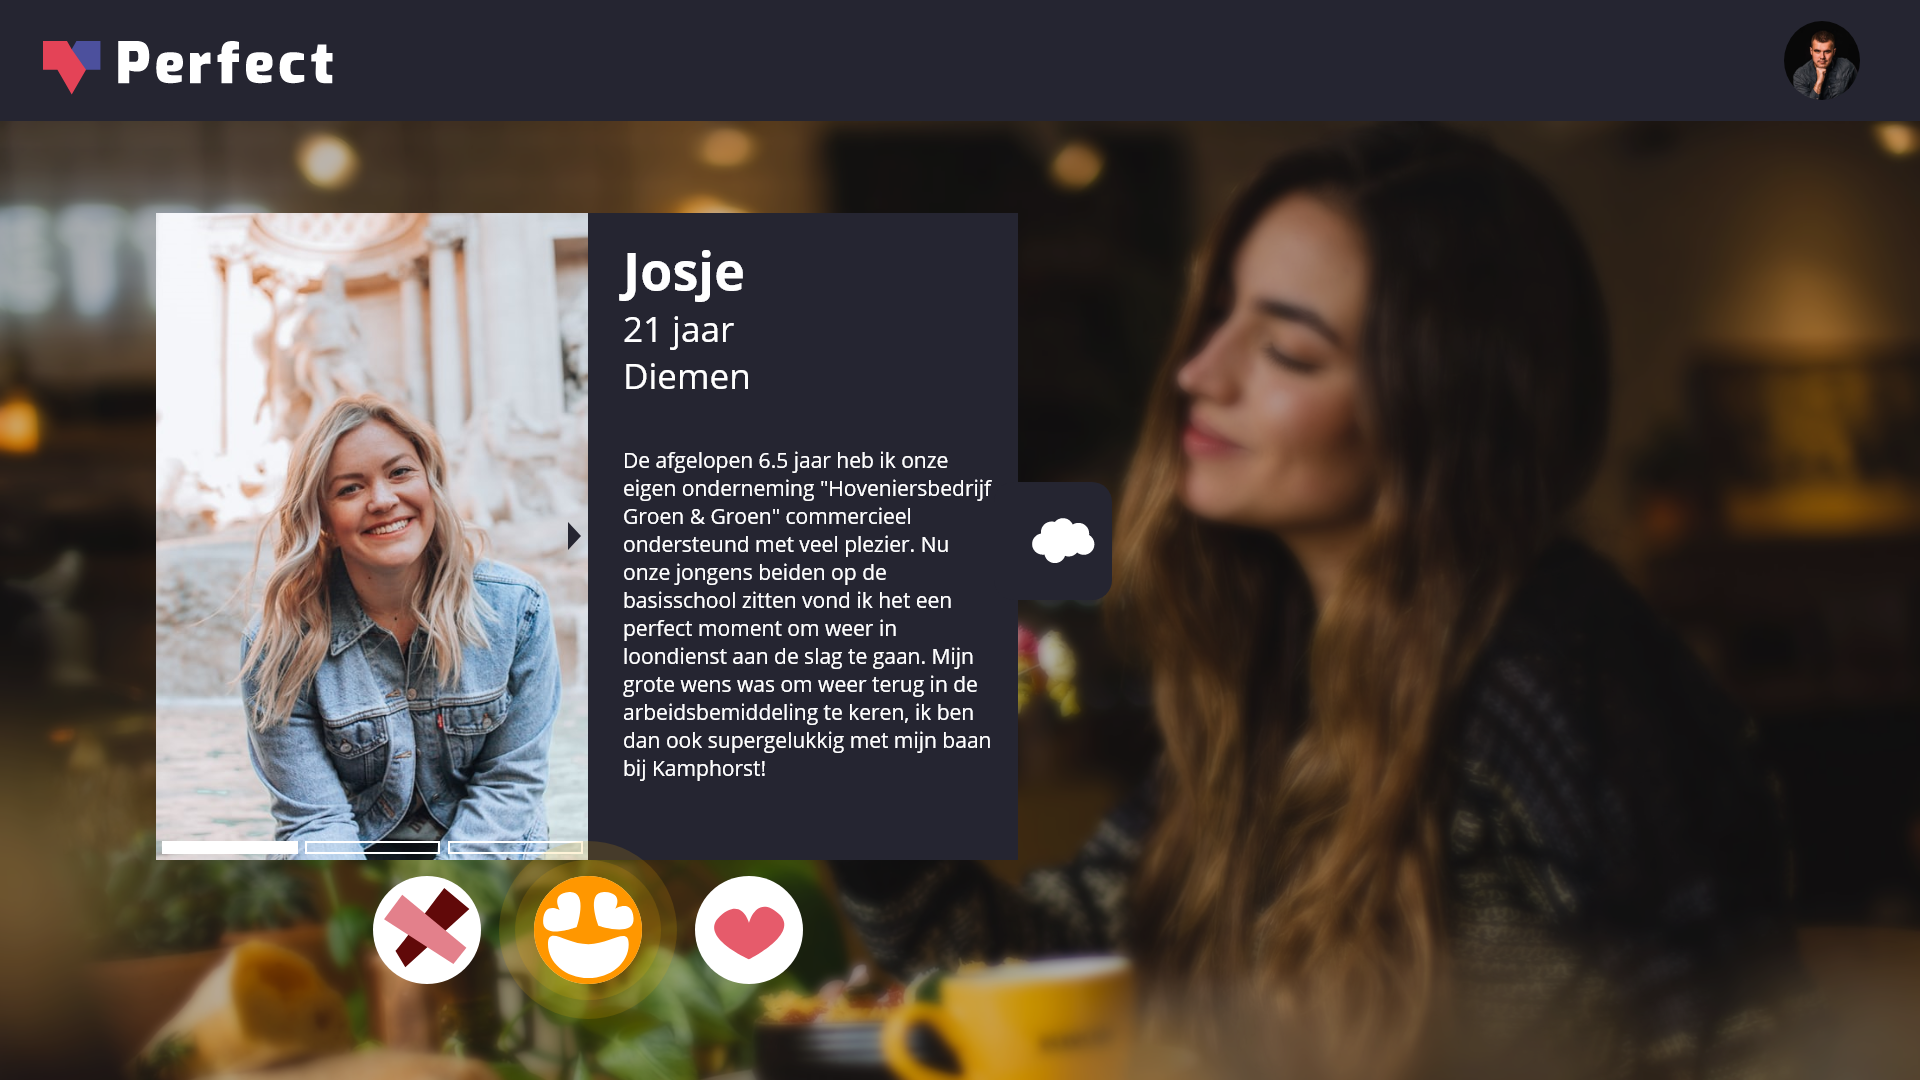 Perfect
Josje
21 jaar
Diemen
De afgelopen 6.5 jaar heb ik onze
eigen onderneming "Hoveniersbedrijf
Groen & Groen" commercieel
ondersteund met veel plezier. Nu
onze jongens beiden op de
basisschool zitten vond ik het een
perfect moment om weer in
loondienst aan de slag te gaan. Mijn
grote wens was om weer terug in de
arbeidsbemiddeling te keren, ik ben
dan ook supergelukkig met mijn baan
bij Kamphorst!